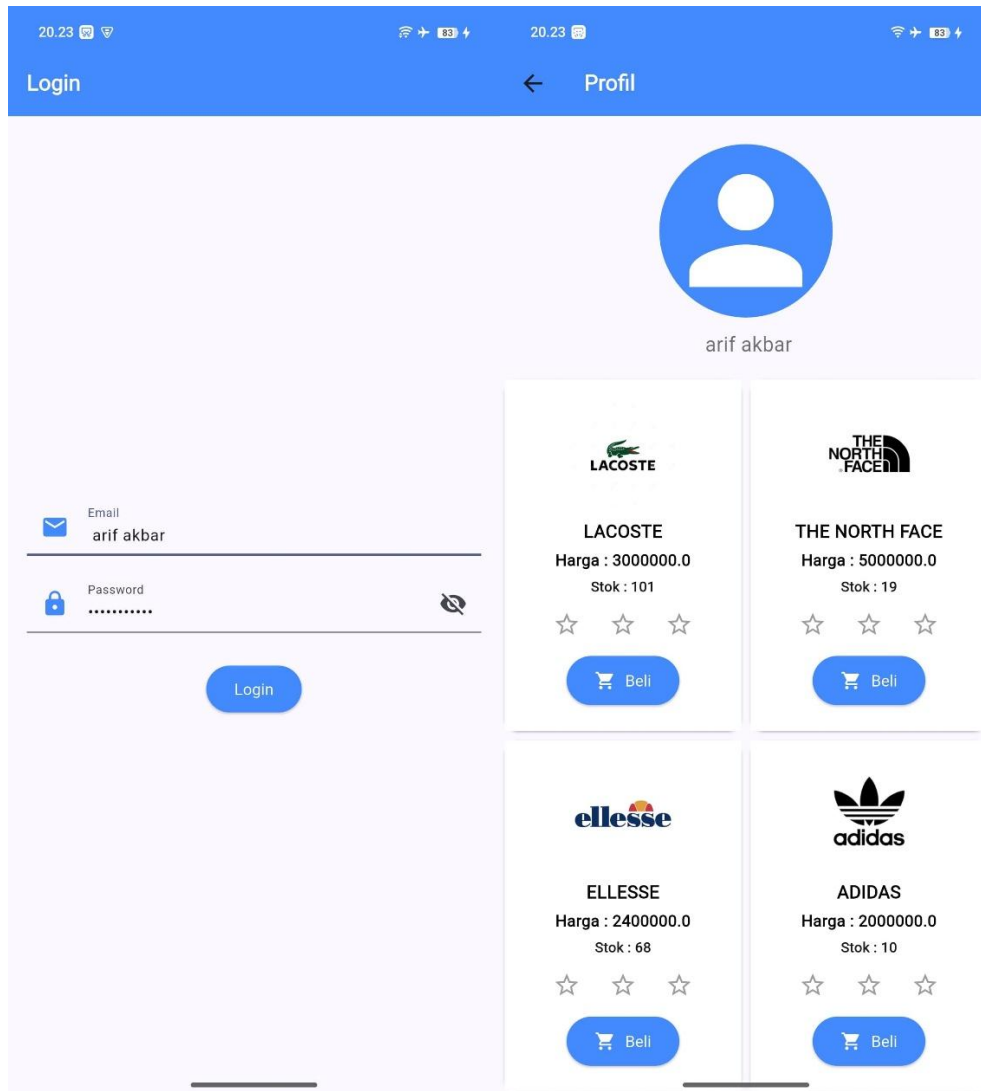 20.23
83
Login
Email
arif akbar
Password
•••••••••••
Login
20.23
83
Profil
arif akbar
LACOSTE
LACOSTE
Harga : 3000000.0
Stok : 101
Beli
THE
NORTH
FACE
THE NORTH FACE
Harga : 5000000.0
Stok : 19
Beli
ellesse
ELLESSE
Harga : 2400000.0
Stok : 68
Beli
adidas
ADIDAS
Harga : 2000000.0
Stok : 10
Beli